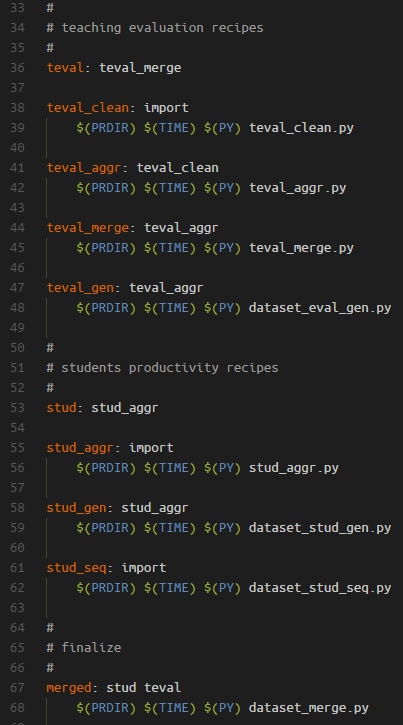 33 #
34 # teaching evaluation recipes
35 #
36 teval: teval_merge
37
38 teval_clean: import
39 $(PRDIR) $(TIME) $(PY) teval_clean.py
40
41 teval_aggr: teval_clean
42 $(PRDIR) $(TIME) $(PY) teval_aggr.py
43
44 teval_merge: teval_aggr
45 $(PRDIR) $(TIME) $(PY) teval_merge.py
46
47 teval_gen: teval_aggr
48 $(PRDIR) $(TIME) $(PY) dataset_eval_gen.py
49
50 #
51 # students productivity recipes
52 #
53 stud: stud_aggr
54
55 stud_aggr: import
56 $(PRDIR) $(TIME) $(PY) stud_aggr.py
57
58 stud_gen: stud_aggr
59 $(PRDIR) $(TIME) $(PY) dataset_stud_gen.py
60
61 stud_seq: import
62 $(PRDIR) $(TIME) $(PY) dataset_stud_seq.py
63
64 #
65 # finalize
66 #
67 merged: stud teval
68 $(PRDIR) $(TIME) $(PY) dataset_merge.py